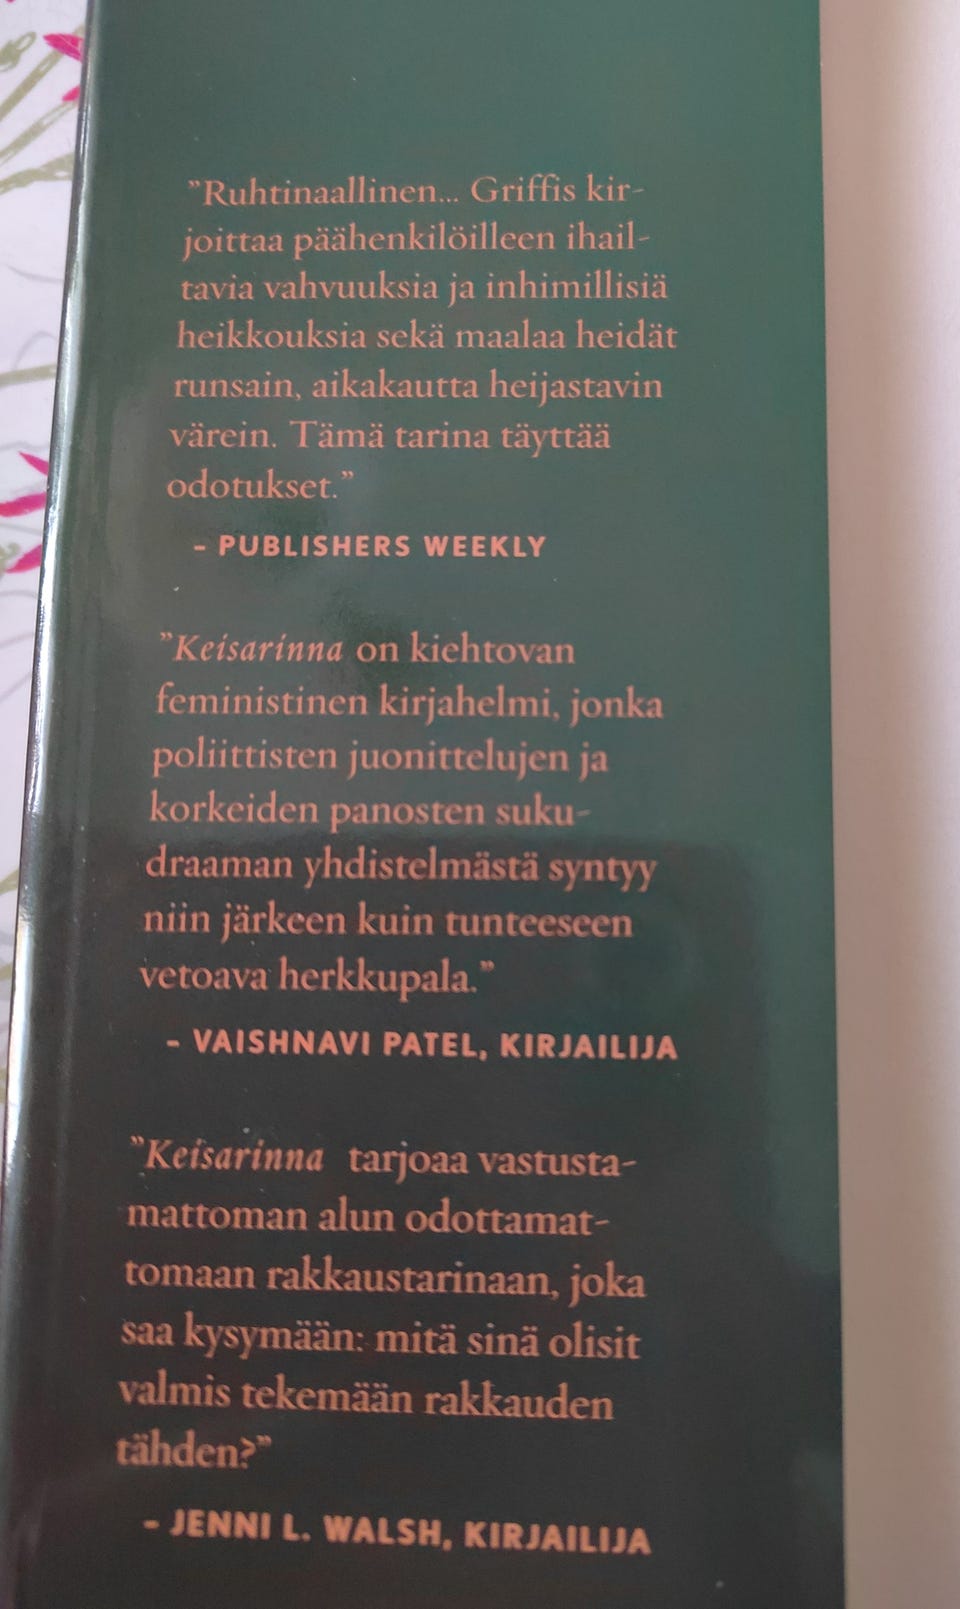 ”Ruhtinaallinen... Griffis kir-
joittaa päähenkilöilleen ihail-
tavia vahvuuksia ja inhimillisiä
heikkouksia sekä maalaa heidät
runsain, aikakautta heijastavin
värein. Tämä tarina täyttää
odotukset.”
– PUBLISHERS WEEKLY
”Keisarinna on kiehtovan
feministinen kirjahelmi, jonka
poliittisten juonittelujen ja
korkeiden panosten suku-
draaman yhdistelmästä syntyy
niin järkeen kuin tunteeseen
vetoava herkkupala.”
– VAISHNAVI PATEL, KIRJAILIJA
”Keisarinna tarjoaa vastusta-
mattoman alun odottamat-
tomaan rakkaustarinaan, joka
saa kysymään: mitä sinä olisit
valmis tekemään rakkauden
tähden?”
– JENNI L. WALSH, KIRJAILIJA